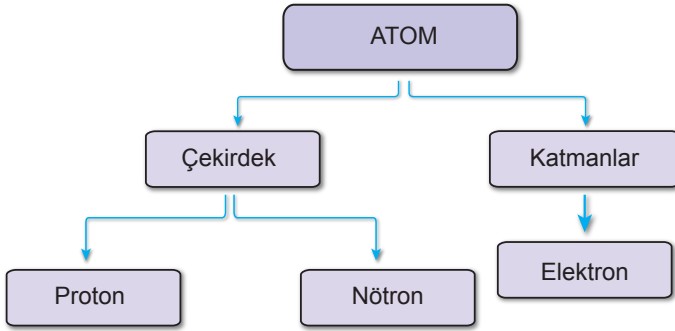 ATOM
Çekirdek
Katmanlar
Proton
Nötron
Elektron